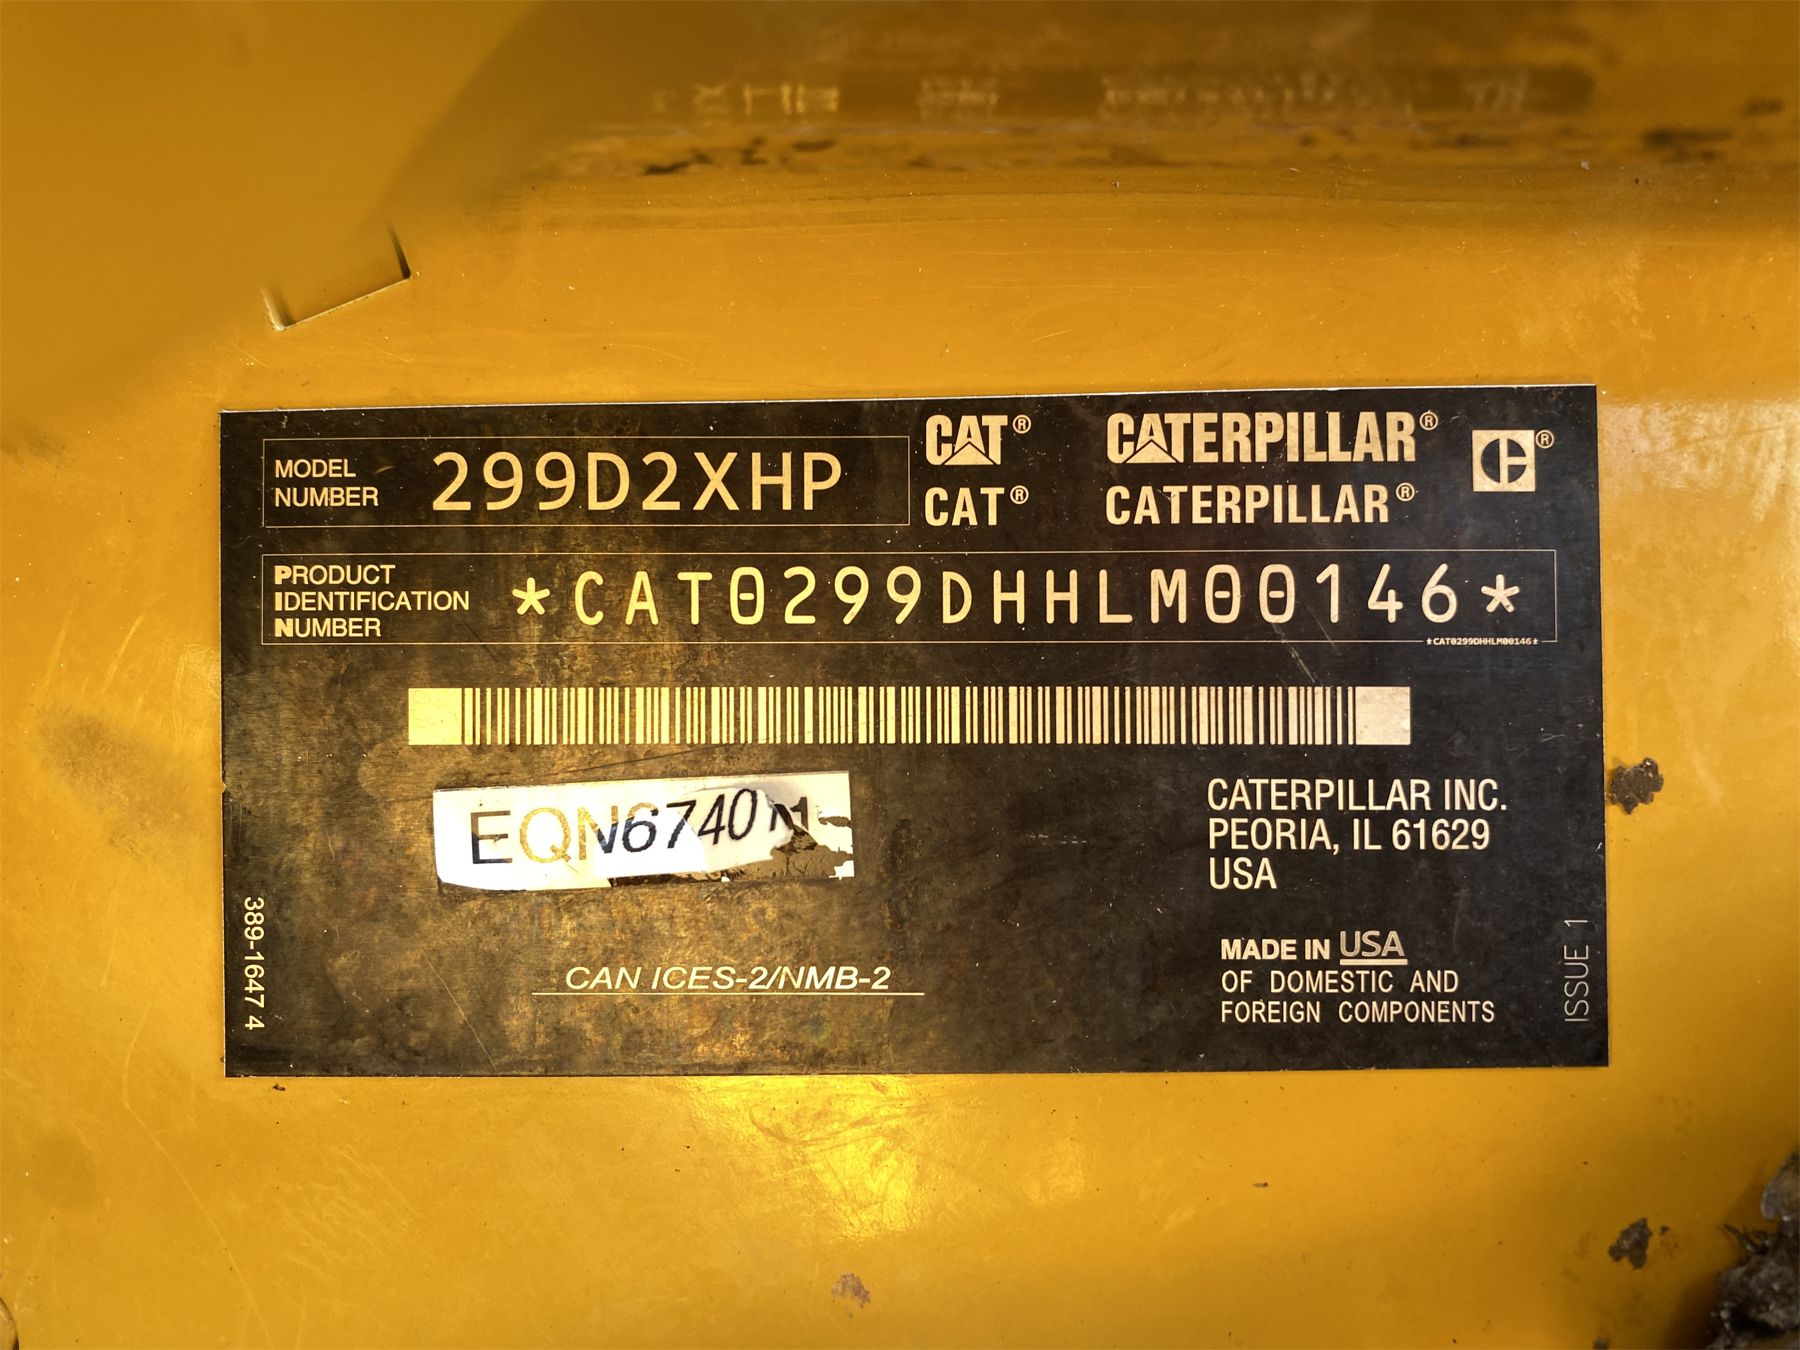 MODEL
NUMBER
299D2XHP
CAT® CATERPILLAR®
CAT® CATERPILLAR®
PRODUCT
IDENTIFICATION
NUMBER
*CAT0299DHHLM00146*
*CAT0299DHHLM00146*
EQN6740
CATERPILLAR INC.
PEORIA, IL 61629
USA
389-1647 4
CAN ICES-2/NMB-2
MADE IN USA
OF DOMESTIC AND
FOREIGN COMPONENTS
ISSUE 1